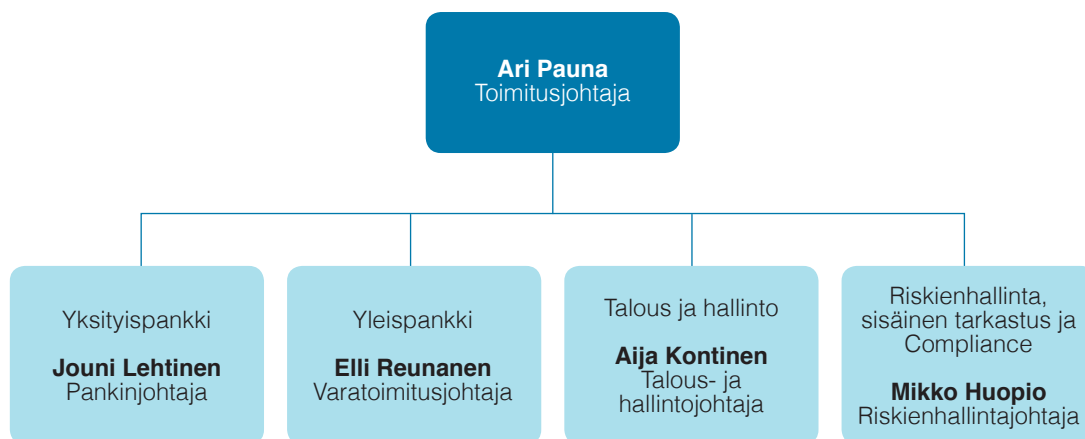 Ari Pauna
Toimitusjohtaja
Yksityispankki
Jouni Lehtinen
Pankinjohtaja
Yleispankki
Elli Reunanen
Varatoimitusjohtaja
Talous ja hallinto
Aija Kontinen
Talous- ja
hallintojohtaja
Riskienhallinta,
sisäinen tarkastus ja
Compliance
Mikko Huopio
Riskienhallintajohtaja